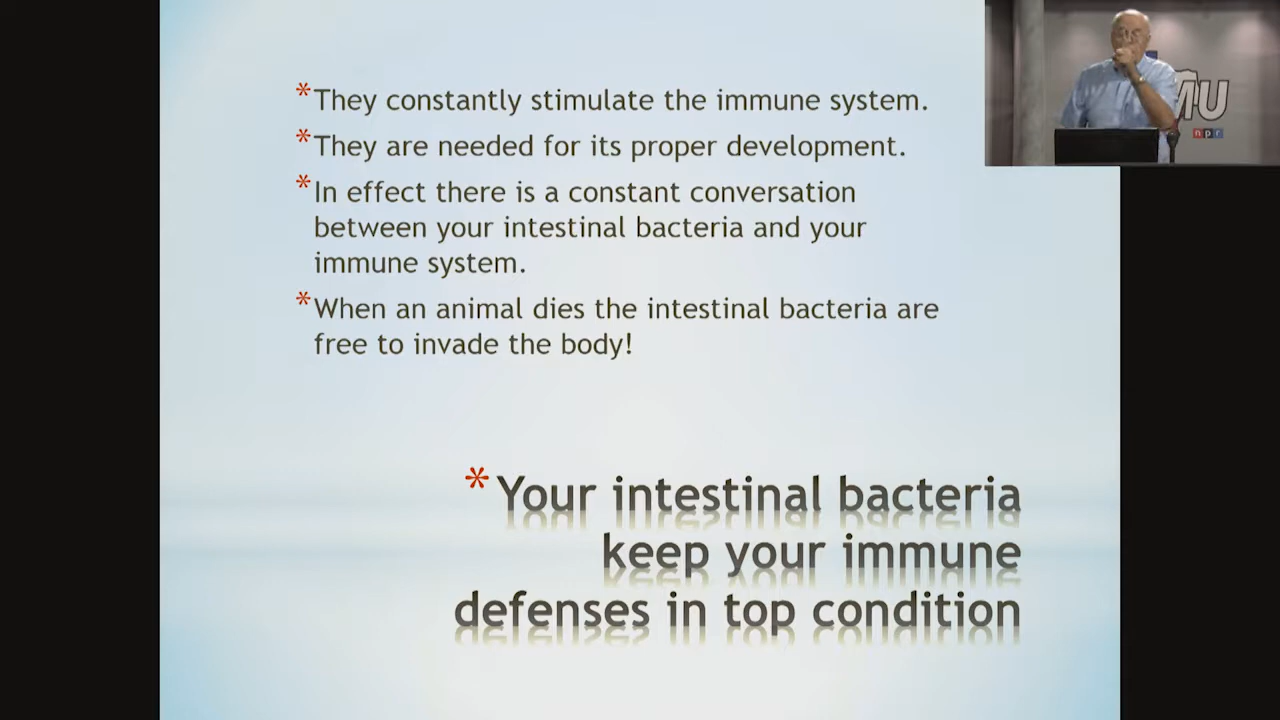 *They constantly stimulate the immune system.
*They are needed for its proper development.
*In effect there is a constant conversation
between your intestinal bacteria and your
immune system.
*When an animal dies the intestinal bacteria are
free to invade the body!
*Your intestinal bacteria
keep your immune
defenses in top condition
MU
npr